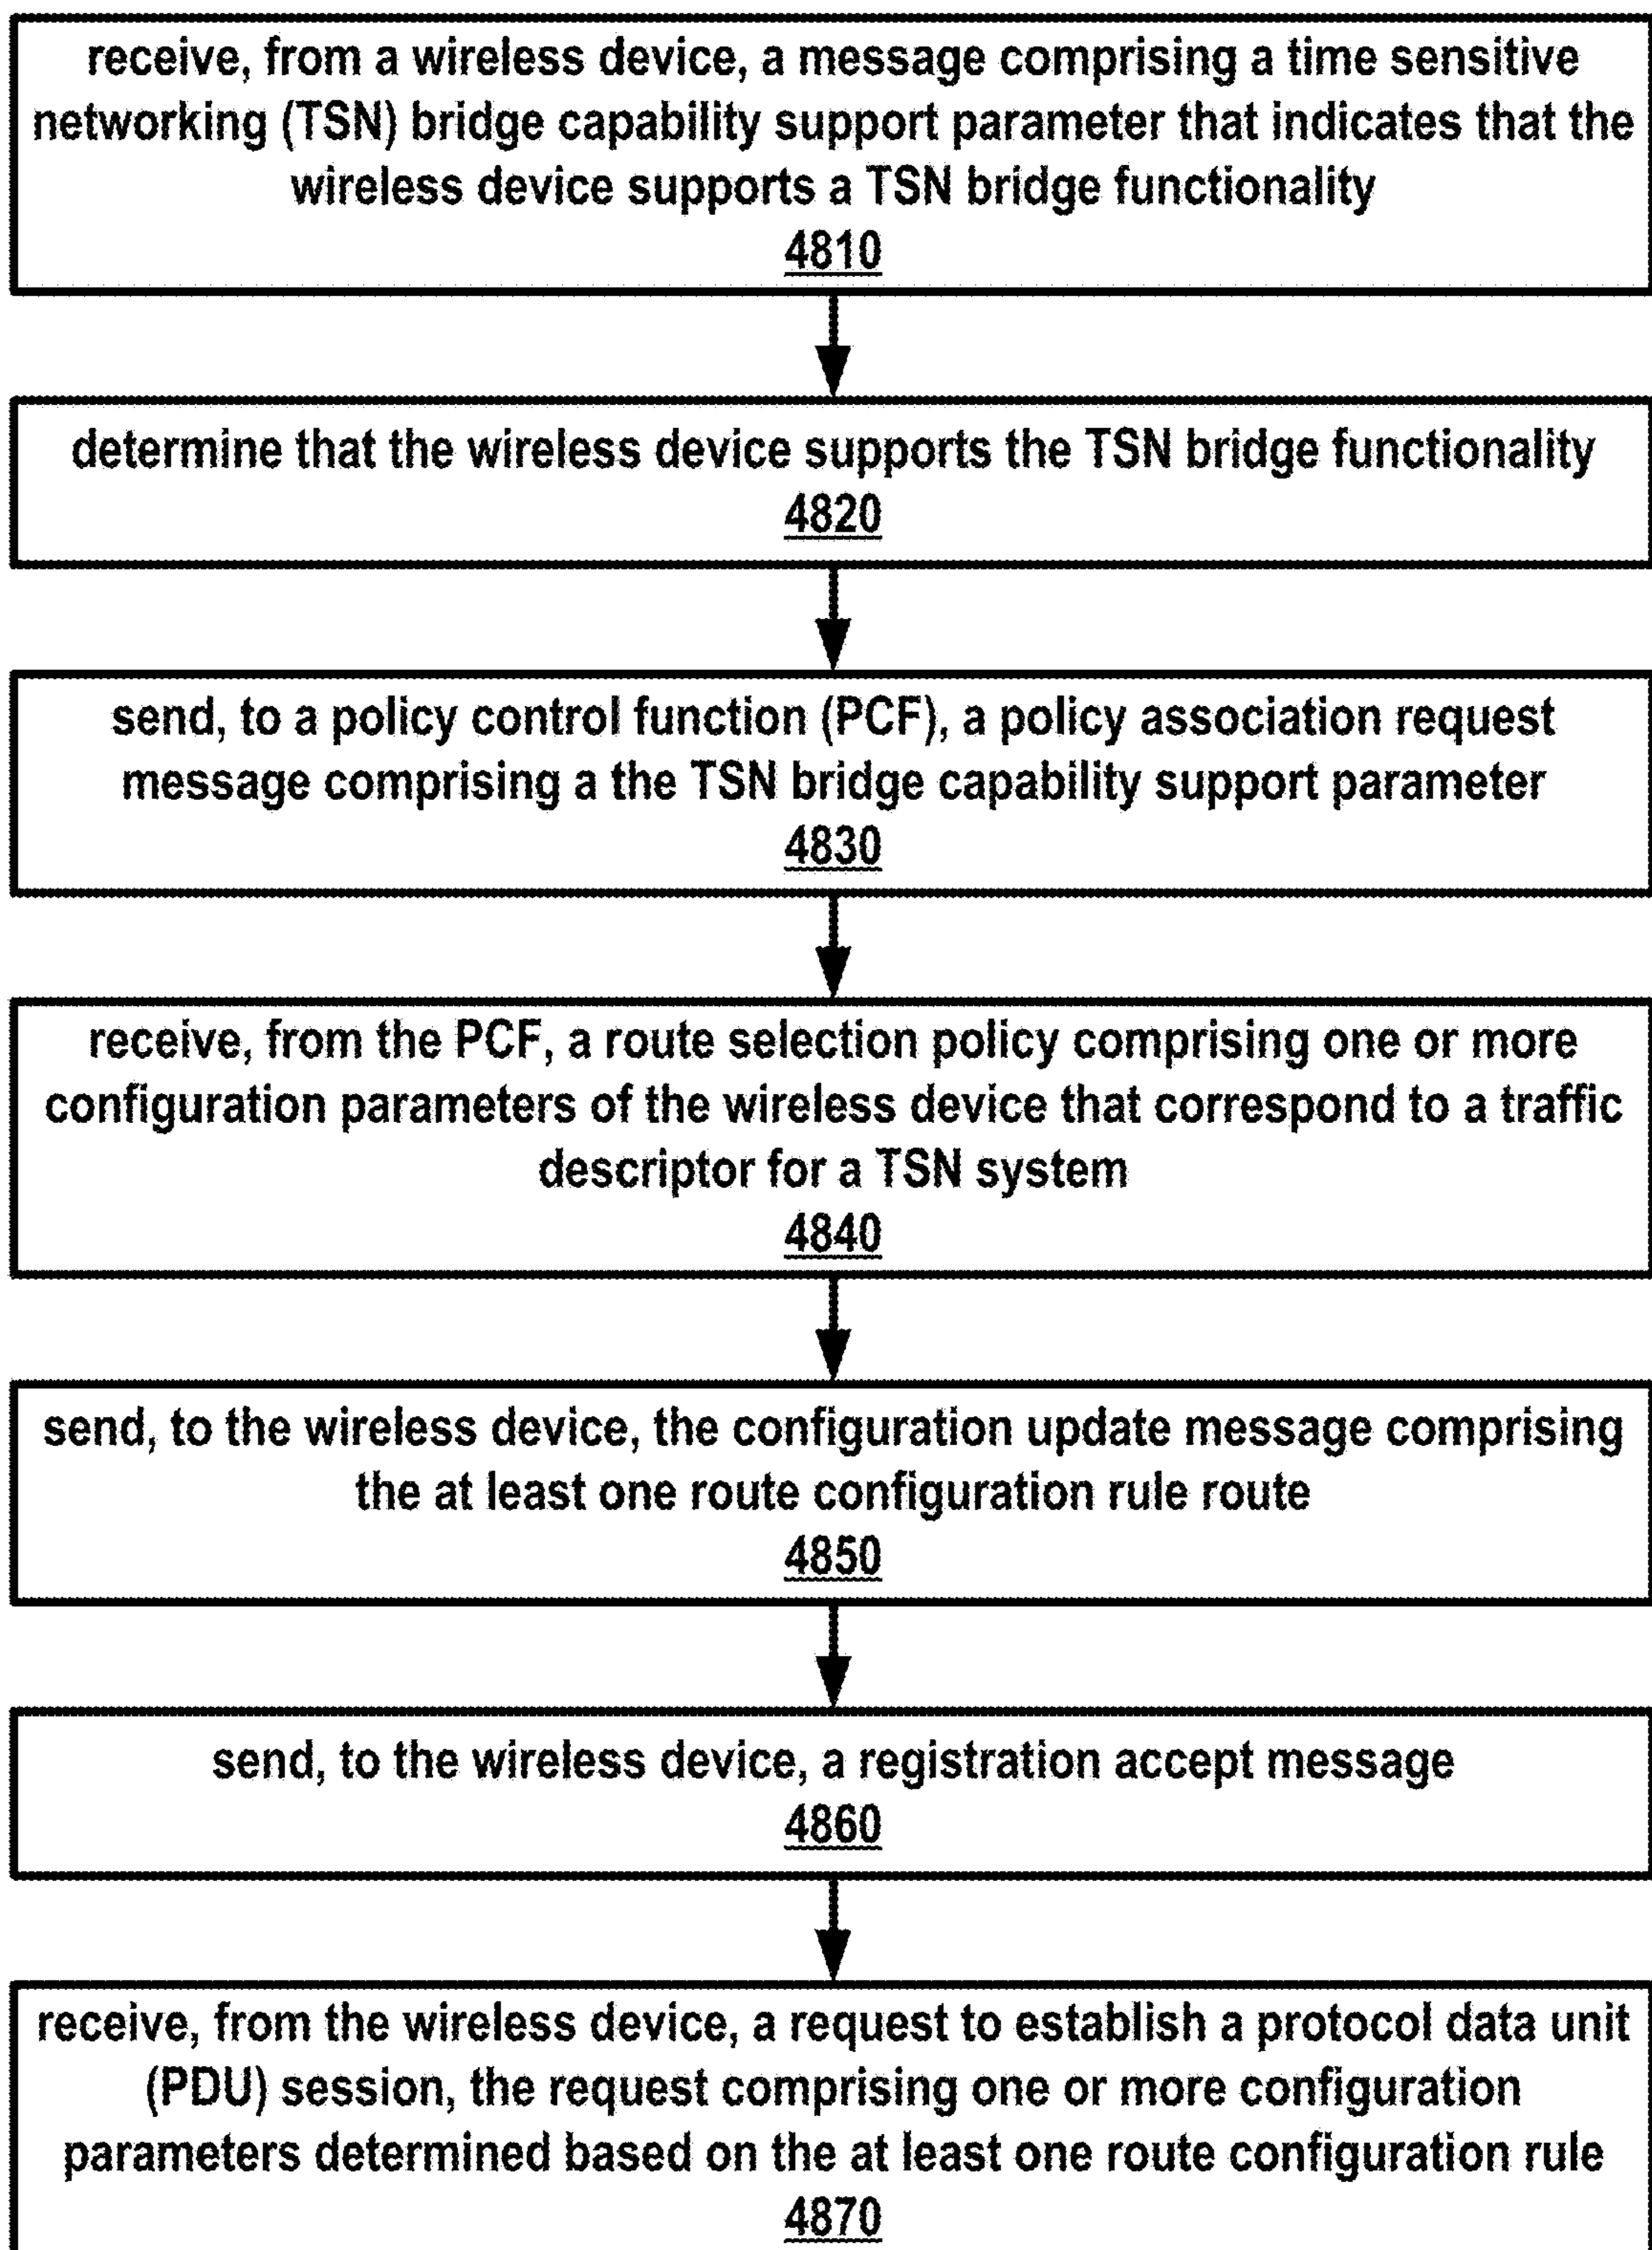 receive, from a wireless device, a message comprising a time sensitive
networking (TSN) bridge capability support parameter that indicates that the
wireless device supports a TSN bridge functionality
4810
determine that the wireless device supports the TSN bridge functionality
4820
send, to a policy control function (PCF), a policy association request
message comprising a the TSN bridge capability support parameter
4830
receive, from the PCF, a route selection policy comprising one or more
configuration parameters of the wireless device that correspond to a traffic
descriptor for a TSN system
4840
send, to the wireless device, the configuration update message comprising
the at least one route configuration rule route
4850
send, to the wireless device, a registration accept message
4860
receive, from the wireless device, a request to establish a protocol data unit
(PDU) session, the request comprising one or more configuration
parameters determined based on the at least one route configuration rule
4870